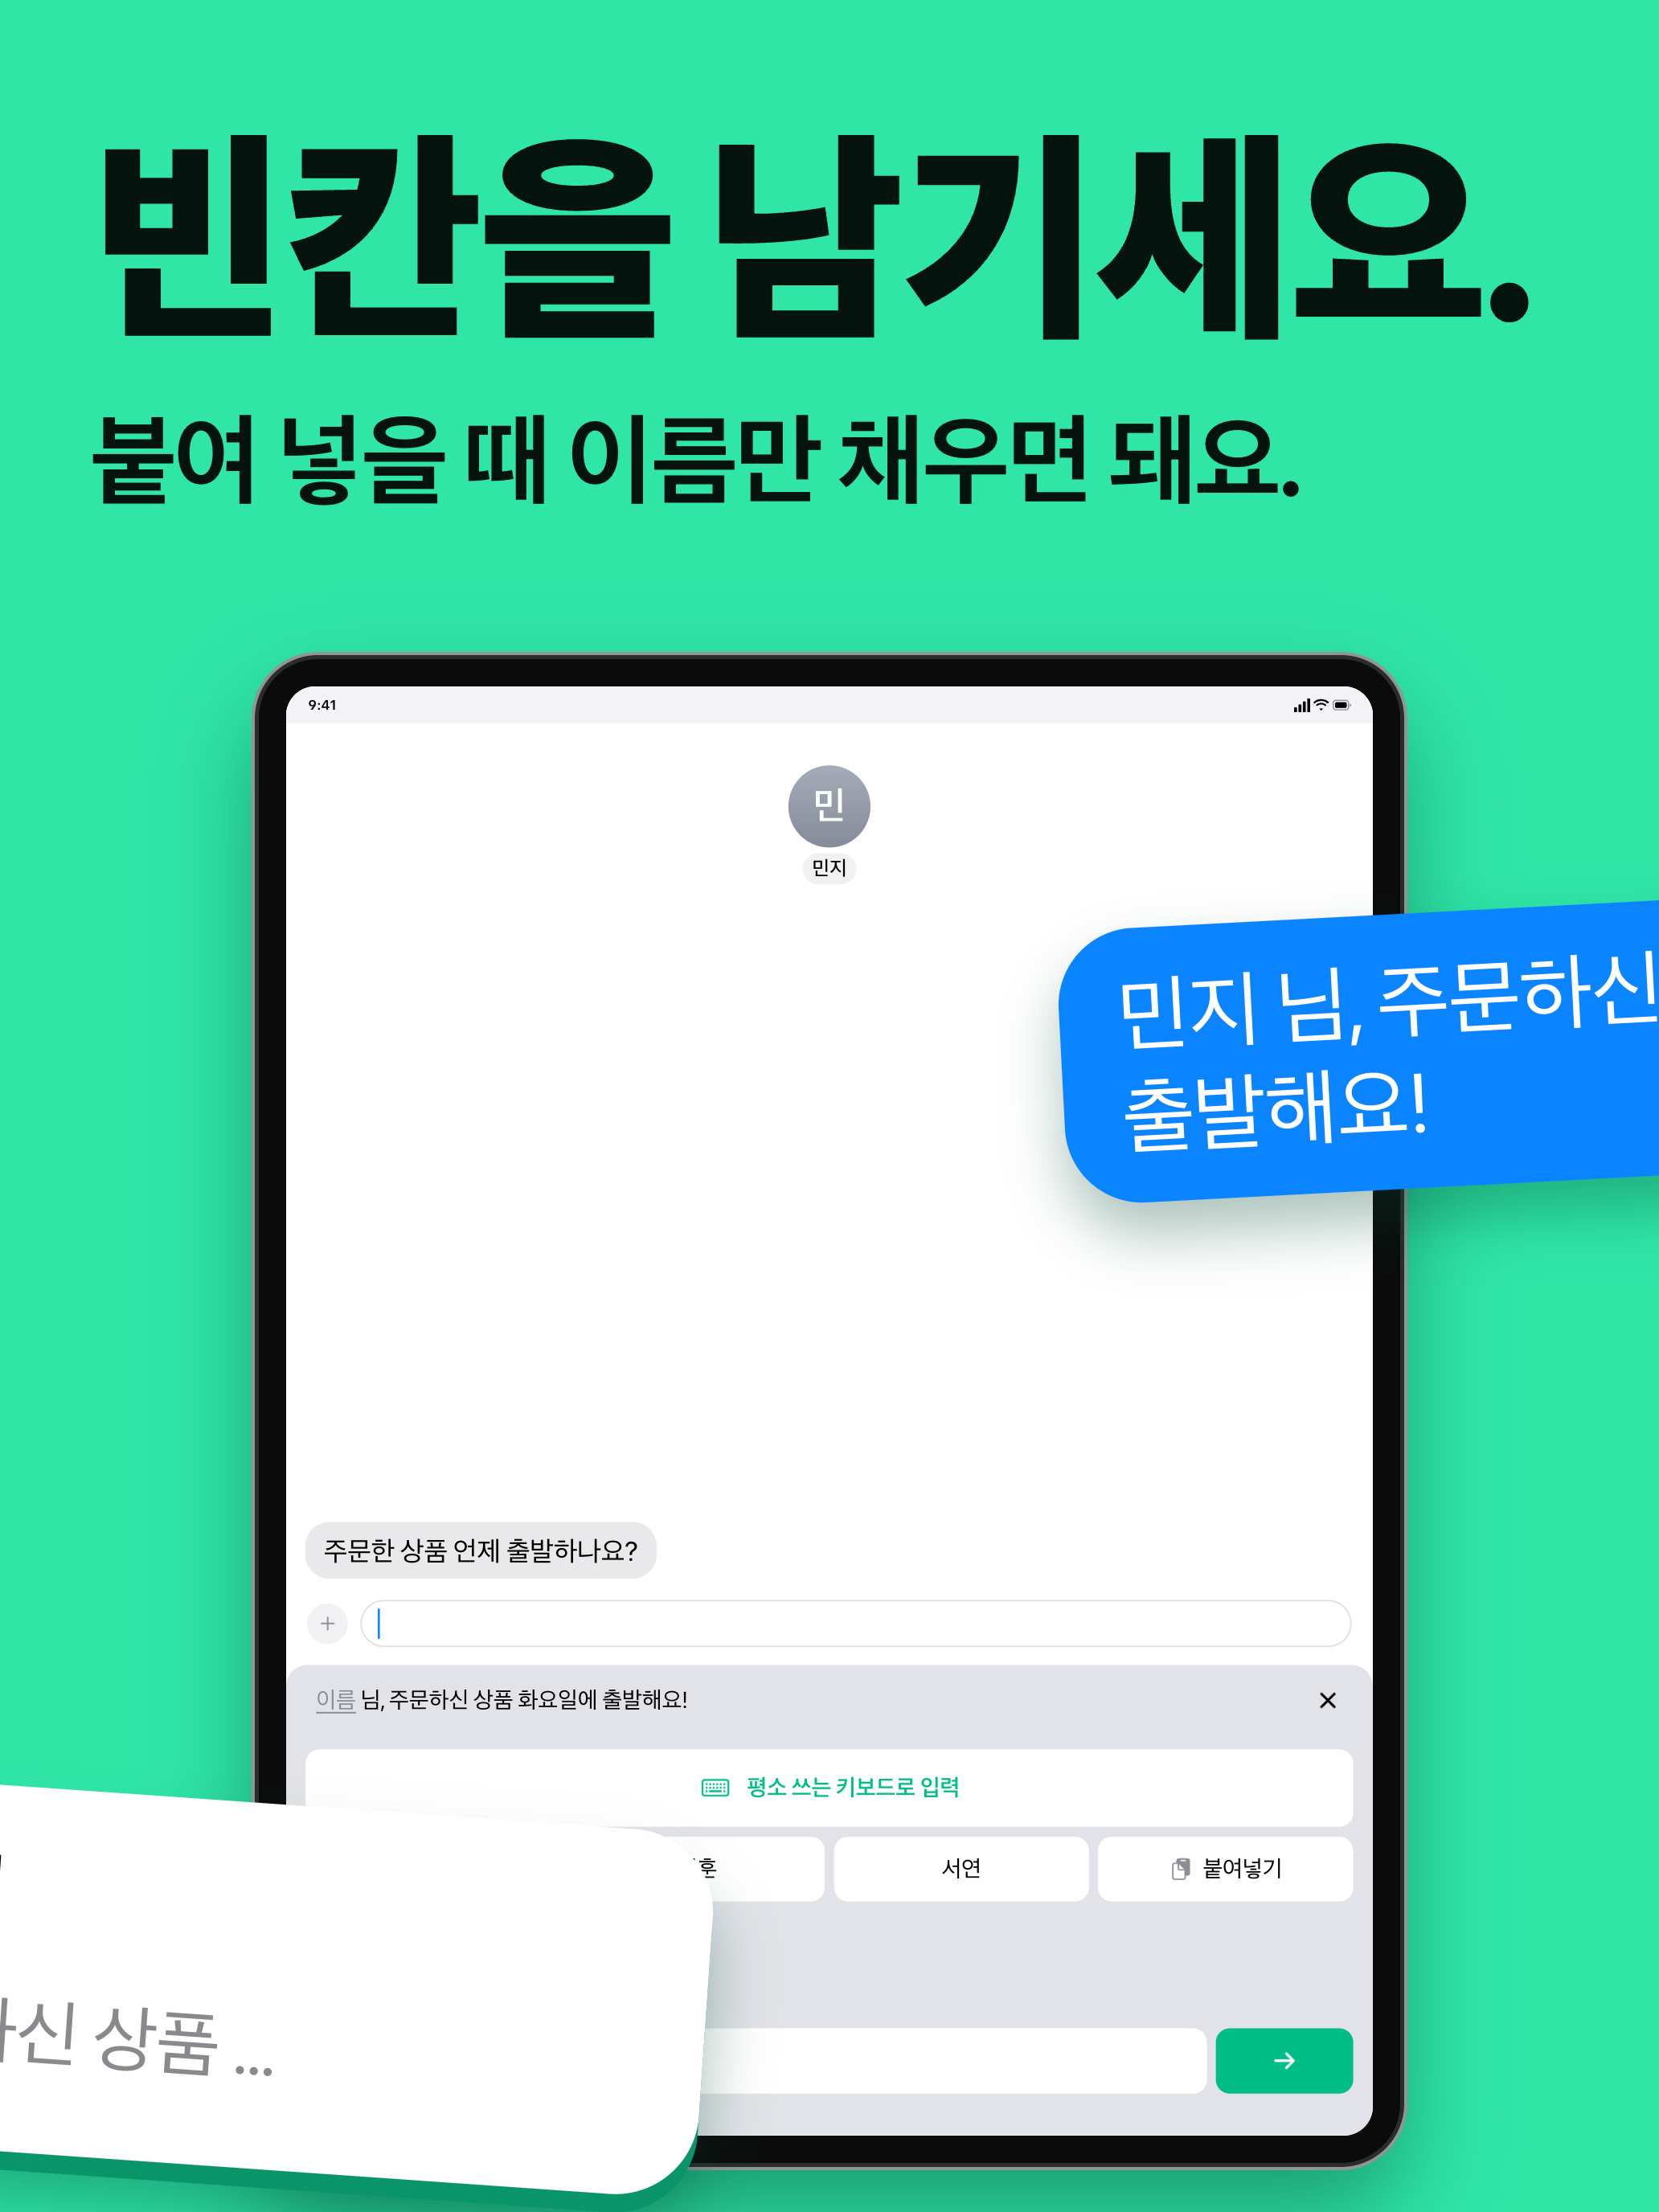 빈칸을 남기세요.
붙여 넣을 때 이름만 채우면 돼요.
9:41
민
민지
민지 님, 주문하신
출발해요!
주문한 상품 언제 출발하나요?
이름 님, 주문하신 상품 화요일에 출발해요!
평소 쓰는 키보드로 입력
훈
서연
붙여넣기
하신 상품 ...